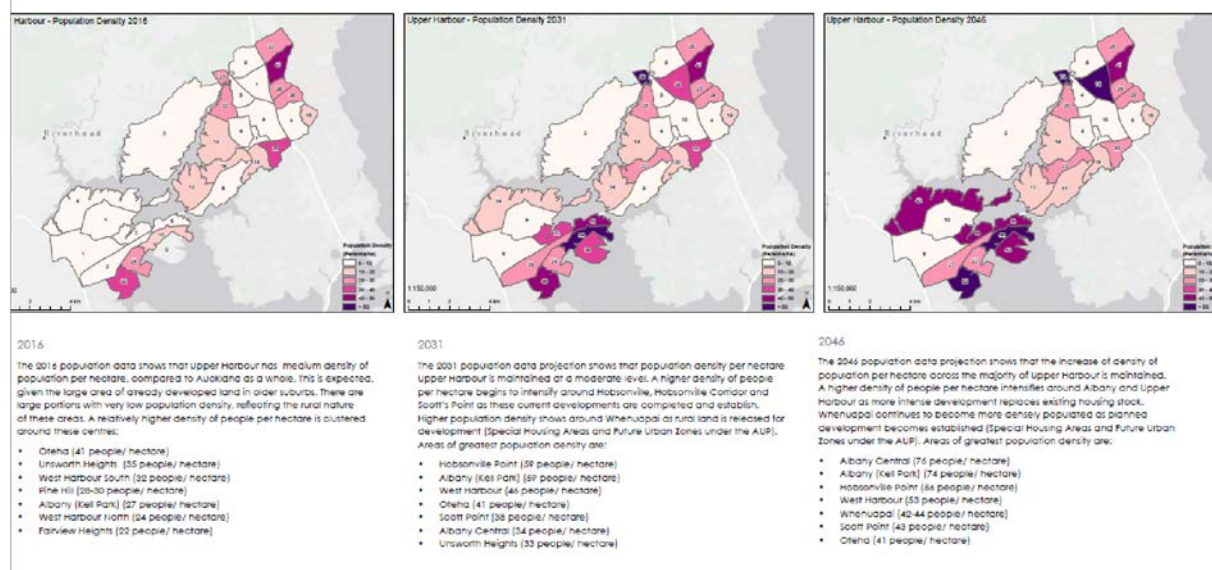 Harbour - Population Density 2016
Upper Harbour - Population Density 2031
Upper Harbour - Population Density 2046
Riverhead
Population Density
Riverhead
Population Density
Riverhead
Population Density
1:150,000
1:150,000
2016
The 2016 population data shows that Upper Harbour has medium density of
population per hectare, compared to Auckland as a whole. This is expected,
given the large area of already developed land in older suburbs. There are
large portions with very low population density, reflecting the rural nature
of these areas. A relatively higher density of people per hectare is clustered
around these centres:
• Oteha (41 people/ hectare)
• Unsworth Heights (35 people/ hectare)
• West Harbour South (32 people/ hectare)
• Pine Hill (28-30 people/ hectare)
• Albany (Kell Park) (27 people/ hectare)
• West Harbour North (24 people/ hectare)
• Fairview Heights (22 people/ hectare)
2031
The 2031 population data projection shows that population density per hectare
Upper Harbour is maintained at a moderate level. A higher density of people
per hectare begins to intensify around Hobsonville, Hobsonville Corridor and
Scott's Point as these current developments are completed and establish.
Higher population density shows around Whenuapai as rural land is released for
development (Special Housing Areas and Future Urban Zones under the AUP).
Areas of greatest population density are:
• Hobsonville Point (59 people/ hectare)
• Albany (Kell Park) (59 people/ hectare)
• West Harbour (46 people/ hectare)
• Oteha (41 people/ hectare)
• Scott Point (38 people/ hectare)
• Albany Central (34 people/ hectare)
• Unsworth Heights (33 people/ hectare)
2046
The 2046 population data projection shows that the increase of density of
population per hectare across the majority of Upper Harbour is maintained.
A higher density of people per hectare intensifies around Albany and Upper
Harbour as more intense development replaces existing housing stock.
Whenuapai continues to become more densely populated as planned
development becomes established (Special Housing Areas and Future Urban
Zones under the AUP). Areas of greatest population density are:
• Albany Central (76 people/ hectare)
• Albany (Kell Park) (74 people/ hectare)
• Hobsonville Point (56 people/ hectare)
• West Harbour (53 people/ hectare)
• Whenuapai (42-44 people/ hectare)
• Scott Point (43 people/ hectare)
• Oteha (41 people/ hectare)